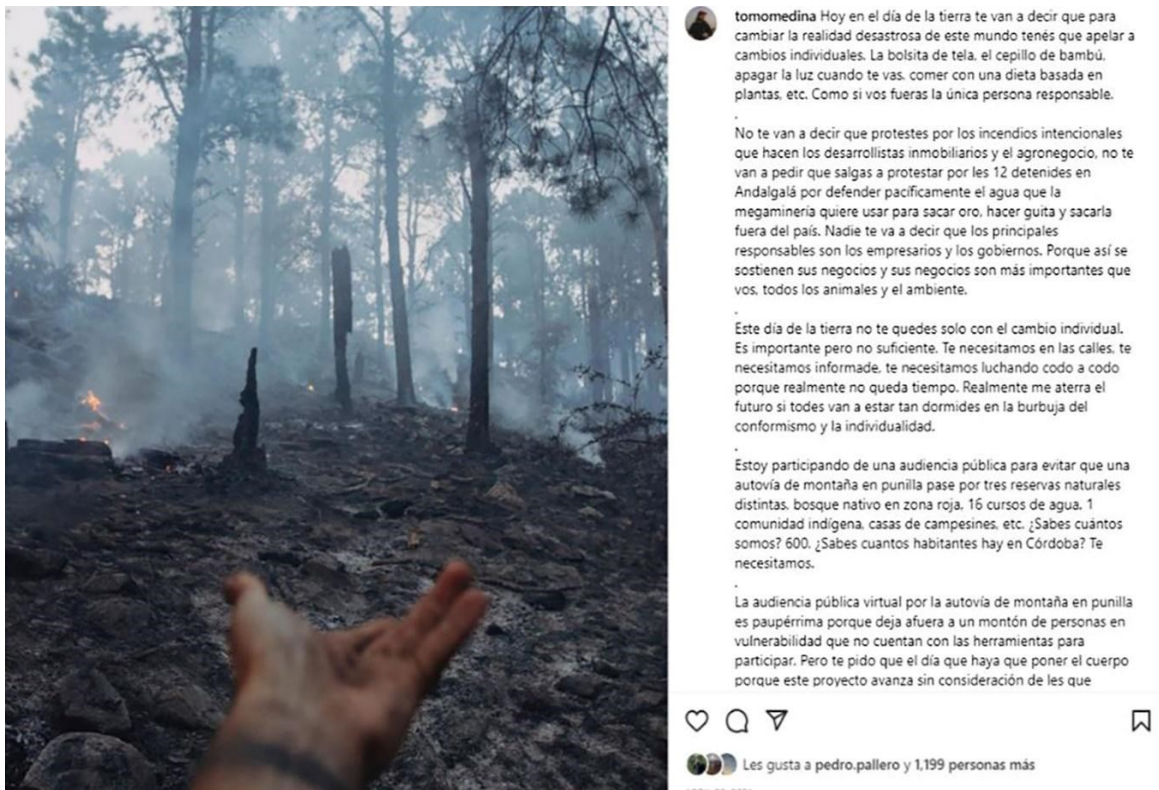 tomomedina Hoy en el día de la tierra te van a decir que para
cambiar la realidad desastrosa de este mundo tenés que apelar a
cambios individuales. La bolsita de tela, el cepillo de bambú,
apagar la luz cuando te vas, comer con una dieta basada en
plantas, etc. Como si vos fueras la única persona responsable.
.
No te van a decir que protestes por los incendios intencionales
que hacen los desarrollistas inmobiliarios y el agronegocio, no te
van a pedir que salgas a protestar por les 12 detenides en
Andalgalá por defender pacíficamente el agua que la
megaminería quiere usar para sacar oro, hacer guita y sacarla
fuera del país. Nadie te va a decir que los principales
responsables son los empresarios y los gobiernos. Porque así se
sostienen sus negocios y sus negocios son más importantes que
vos, todos los animales y el ambiente.
.
Este día de la tierra no te quedes solo con el cambio individual.
Es importante pero no suficiente. Te necesitamos en las calles, te
necesitamos informade, te necesitamos luchando codo a codo
porque realmente no queda tiempo. Realmente me aterra el
futuro si todes van a estar tan dormides en la burbuja del
conformismo y la individualidad.
.
Estoy participando de una audiencia pública para evitar que una
autovía de montaña en punilla pase por tres reservas naturales
distintas, bosque nativo en zona roja, 16 cursos de agua, 1
comunidad indígena, casas de campesines, etc. ¿Sabes cuántos
somos? 600. ¿Sabes cuantos habitantes hay en Córdoba? Te
necesitamos.
.
La audiencia pública virtual por la autovía de montaña en punilla
es paupérrima porque deja afuera a un montón de personas en
vulnerabilidad que no cuentan con las herramientas para
participar. Pero te pido que el día que haya que poner el cuerpo
porque este proyecto avanza sin consideración de les que
Les gusta a pedro.pallero y 1,199 personas más